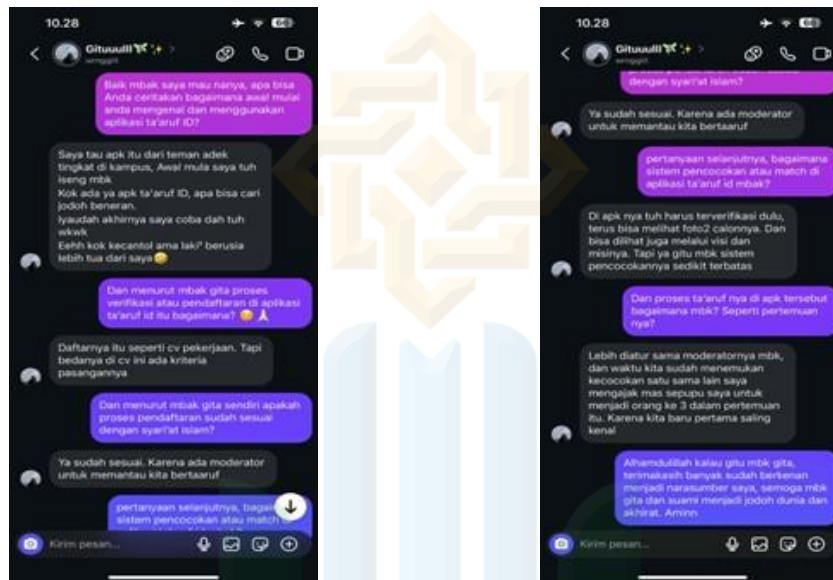 10.28
60
Gituuulll🌿✨ >
wrnggit
Baik mbak saya mau nanya, apa bisa
Anda ceritakan bagaimana awal mulai
anda mengenal dan menggunakan
aplikasi ta'aruf ID?
Saya tau apk itu dari teman adek
tingkat di kampus, Awal mula saya tuh
iseng mbk
Kok ada ya apk ta'aruf ID, apa bisa cari
jodoh beneran.
Iyaudah akhirnya saya coba dah tuh
wkwk
Eehh kok kecantol ama laki² berusia
lebih tua dari saya
Dan menurut mbak gita proses
verifikasi atau pendaftaran di aplikasi
ta'aruf id itu bagaimana?
Daftarnya itu seperti cv pekerjaan. Tapi
bedanya di cv ini ada kriteria
pasangannya
Dan menurut mbak gita sendiri apakah
proses pendaftaran sudah sesuai
dengan syari'at islam?
Ya sudah sesuai. Karena ada moderator
untuk memantau kita bertaaruf
pertanyaan selanjutnya, bagai
sistem pencocokan atau match di
Kirim pesan...
10.28
60
Gituuulll🌿✨ >
dengan syari'at islam?
Ya sudah sesuai. Karena ada moderator
untuk memantau kita bertaaruf
pertanyaan selanjutnya, bagaimana
sistem pencocokan atau match di
aplikasi ta'aruf id mbak?
Di apk nya tuh harus terverifikasi dulu,
terus bisa melihat foto2 calonnya. Dan
bisa dilihat juga melalui visi dan
misinya. Tapi ya gitu mbk sistem
pencocokannya sedikit terbatas
Dan proses ta'aruf nya di apk tersebut
bagaimana mbk? Seperti pertemuan
nya?
Lebih diatur sama moderatornya mbk,
dan waktu kita sudah menemukan
kecocokan satu sama lain saya
mengajak mas sepupu saya untuk
menjadi orang ke 3 dalam pertemuan
itu. Karena kita baru pertama saling
kenal
Alhamdulillah kalau gitu mbk gita,
terimakasih banyak sudah berkenan
menjadi narasumber saya, semoga mbk
gita dan suami menjadi jodoh dunia dan
akhirat. Aminn
Kirim pesan...